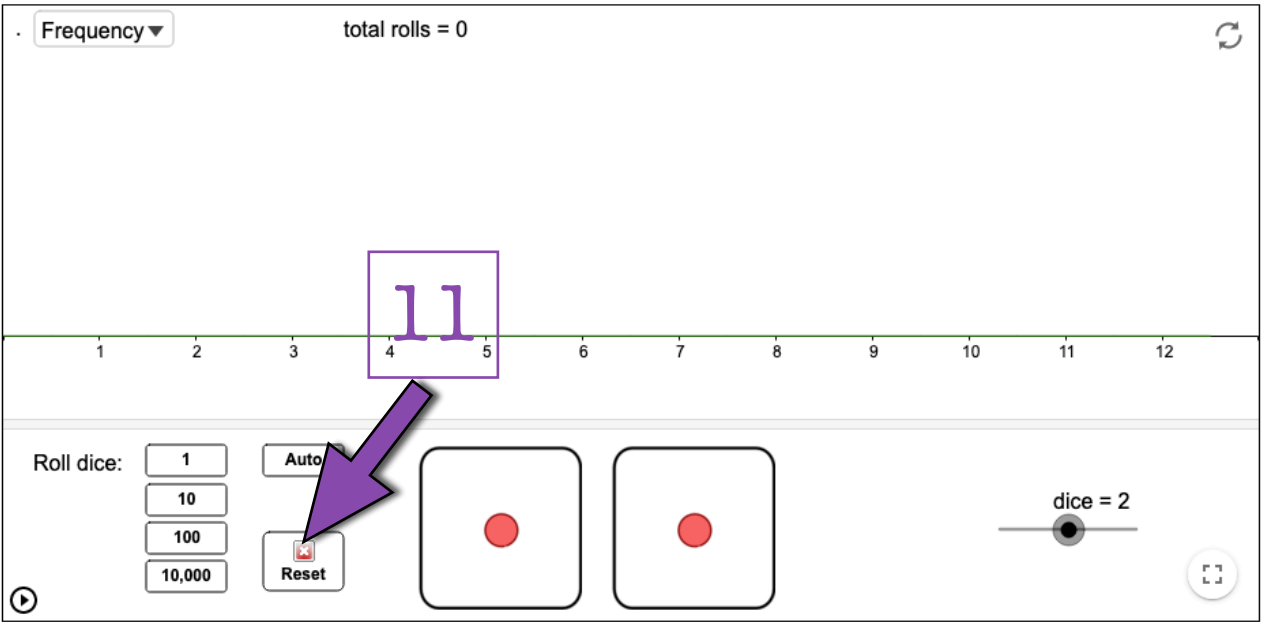 . Frequency▼ total rolls = 0
11
1 2 3 4 5 6 7 8 9 10 11 12
Roll dice: 1 Auto
10
dice = 2
100
10,000 Reset